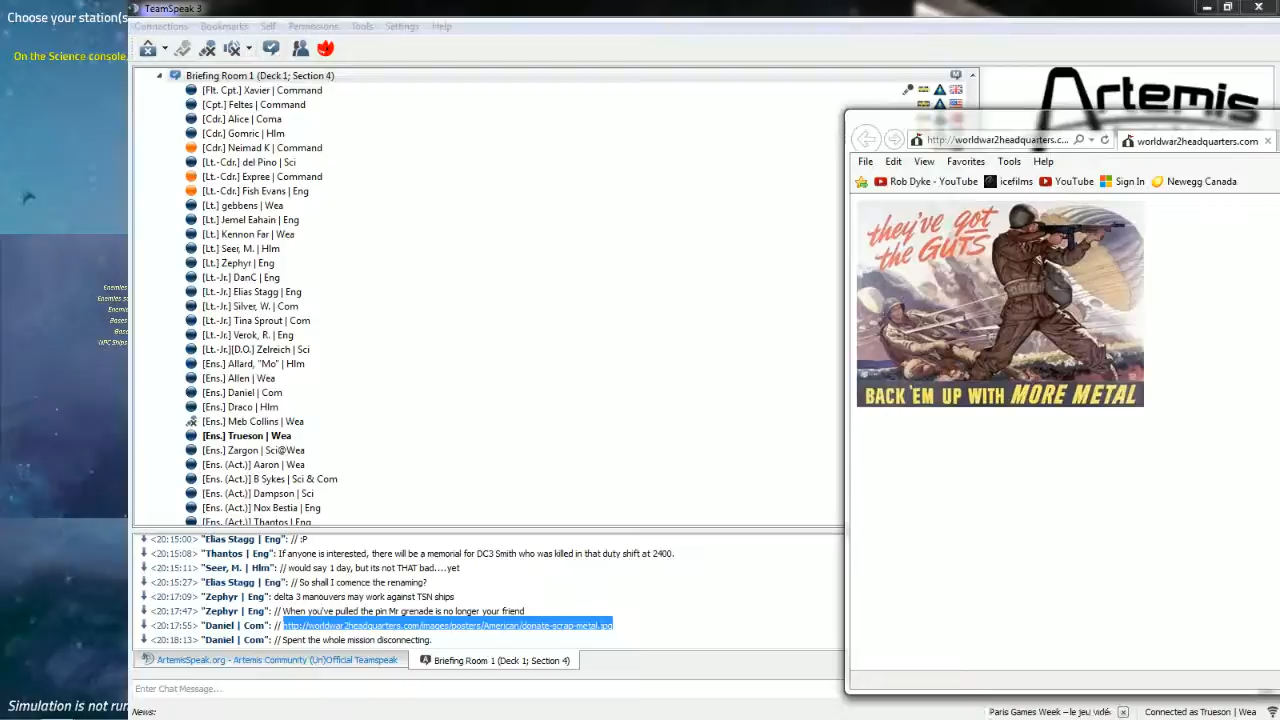 Choose your station(s
On the Science console,
Enemies
Enemies
Bases
NPC Ships
Simulation is not run
TeamSpeak 3
Connections Bookmarks Self Permissions Tools Settings Help
Briefing Room 1 (Deck 1; Section 4)
[Flt. Cpt.] Xavier | Command
[Cpt.] Feltes | Command
[Cdr.] Alice | Coma
[Cdr.] Gomric | Hlm
[Cdr.] Neimad K | Command
[Lt.-Cdr.] del Pino | Sci
[Lt.-Cdr.] Expree | Command
[Lt.-Cdr.] Fish Evans | Eng
[Lt.] gebbens | Wea
[Lt.] Jemel Eahain | Eng
[Lt.] Kennon Far | Wea
[Lt.] Seer, M. | Hlm
[Lt.] Zephyr | Eng
[Lt.-Jr.] DanC | Eng
[Lt.-Jr.] Elias Stagg | Eng
[Lt.-Jr.] Silver, W. | Com
[Lt.-Jr.] Tina Sprout | Com
[Lt.-Jr.] Verok, R. | Eng
[Lt.-Jr.][D.O.] Zelreich | Sci
[Ens.] Allard, "Mo" | Hlm
[Ens.] Allen | Wea
[Ens.] Daniel | Com
[Ens.] Draco | Hlm
[Ens.] Meb Collins | Wea
[Ens.] Trueson | Wea
[Ens.] Zargon | Sci@Wea
[Ens. (Act.)] Aaron | Wea
[Ens. (Act.)] B Sykes | Sci & Com
[Ens. (Act.)] Dampson | Sci
[Ens. (Act.)] Nox Bestia | Eng
[Ens. (Act.)] Thantos | Eng
<20:15:00> "Elias Stagg | Eng": // :P
<20:15:08> "Thantos | Eng": If anyone is interested, there will be a memorial for DC3 Smith who was killed in that duty shift at 2400.
<20:15:11> "Seer, M. | Hlm": // would say 1 day, but its not THAT bad....yet
<20:15:27> "Elias Stagg | Eng": // So shall I comence the renaming?
<20:17:09> "Zephyr | Eng": delta 3 manouvers may work against TSN ships
<20:17:47> "Zephyr | Eng": // When you've pulled the pin Mr grenade is no longer your friend
<20:17:55> "Daniel | Com": // http://worldwar2headquarters.com/images/posters/American/donate-scrap-metal.jpg
<20:18:13> "Daniel | Com": // Spent the whole mission disconnecting.
ArtemisSpeak.org - Artemis Community (Un)Official Teamspeak
Briefing Room 1 (Deck 1; Section 4)
Enter Chat Message...
News:
Paris Games Week – le jeu vidé
Connected as Trueson | Wea
Artemis
http://worldwar2headquarters.c...
worldwar2headquarters.com
File Edit View Favorites Tools Help
Rob Dyke - YouTube icefilms YouTube Sign In Newegg Canada
they've got
the GUTS
BACK 'EM UP WITH MORE METAL